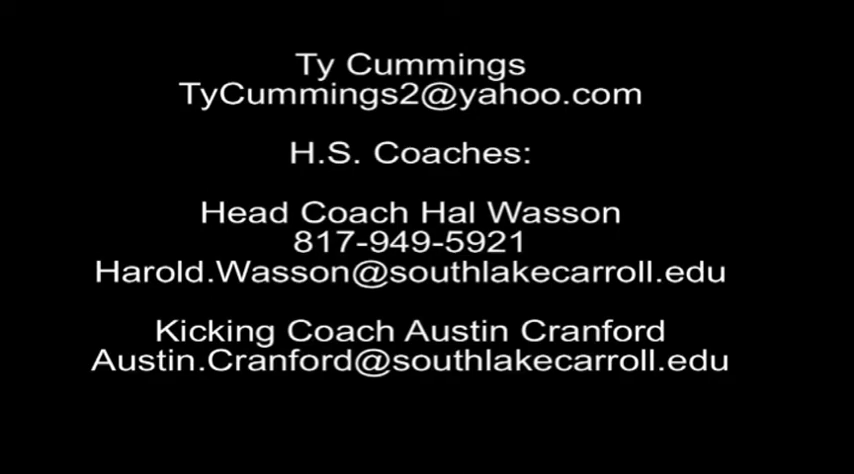 Ty Cummings
TyCummings2@yahoo.com
H.S. Coaches:
Head Coach Hal Wasson
817-949-5921
Harold.Wasson@southlakecarroll.edu
Kicking Coach Austin Cranford
Austin.Cranford@southlakecarroll.edu